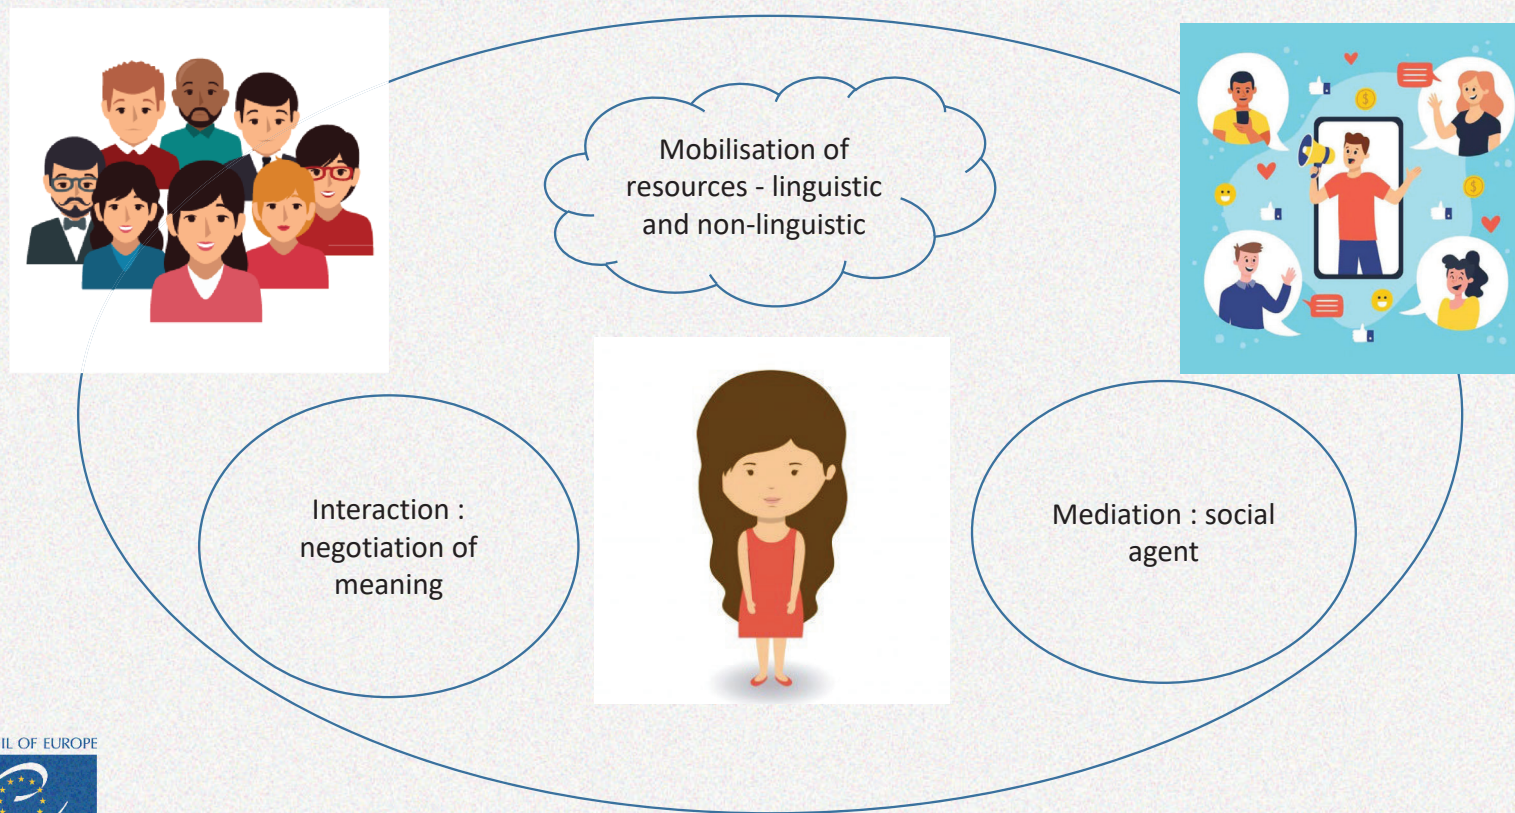 Mobilisation of
resources - linguistic
and non-linguistic
Interaction :
negotiation of
meaning
Mediation : social
agent
IL OF EUROPE